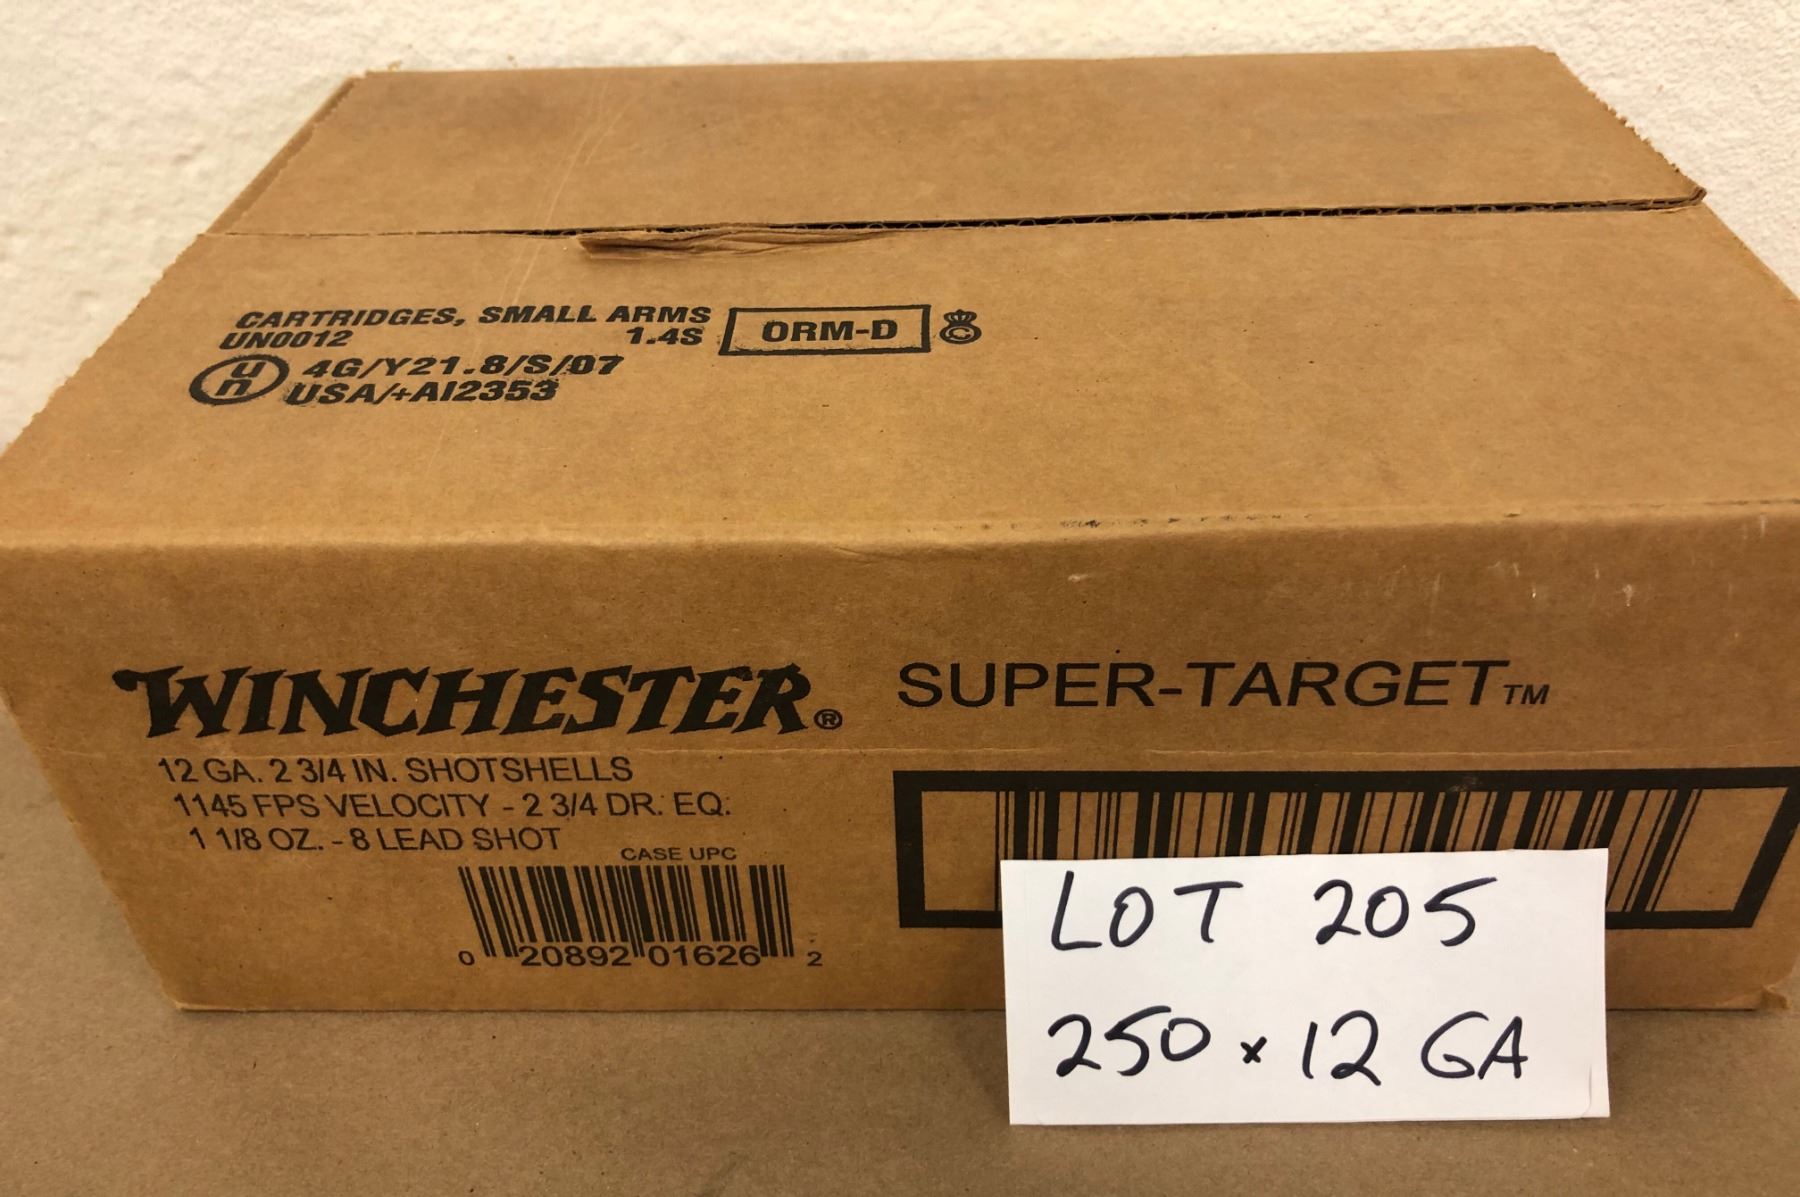 CARTRIDGES, SMALL ARMS
UN0012 1.4S
ORM-D
un 4G/Y21.8/S/07
USA/+AI2353
WINCHESTER® SUPER-TARGET™
12 GA. 2 3/4 IN. SHOTSHELLS
1145 FPS VELOCITY - 2 3/4 DR. EQ.
1 1/8 OZ. - 8 LEAD SHOT
CASE UPC
0 20892 01626 2
LOT 205
250 x 12 GA